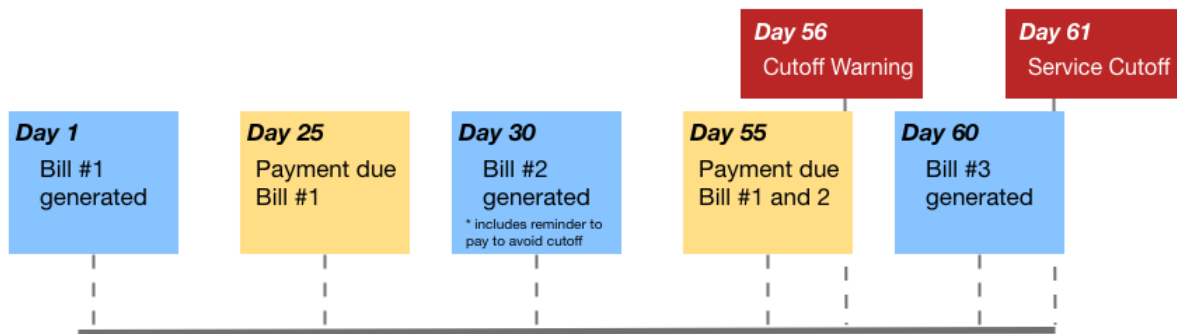 Day 56
Cutoff Warning
Day 61
Service Cutoff
Day 1
Bill #1
generated
Day 25
Payment due
Bill #1
Day 30
Bill #2
generated
* includes reminder to
pay to avoid cutoff
Day 55
Payment due
Bill #1 and 2
Day 60
Bill #3
generated